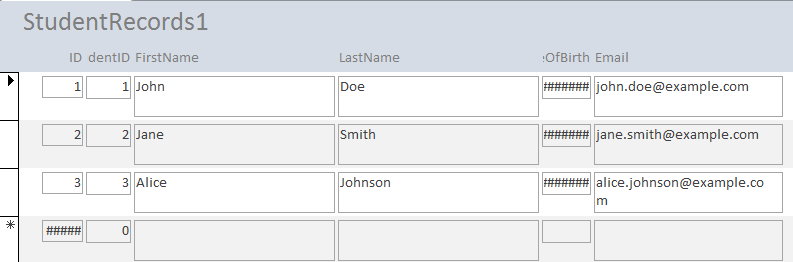 StudentRecords1
ID dentID FirstName LastName eOfBirth Email
1 1 John Doe ####### john.doe@example.com
2 2 Jane Smith ####### jane.smith@example.com
3 3 Alice Johnson ####### alice.johnson@example.co
m
##### 0